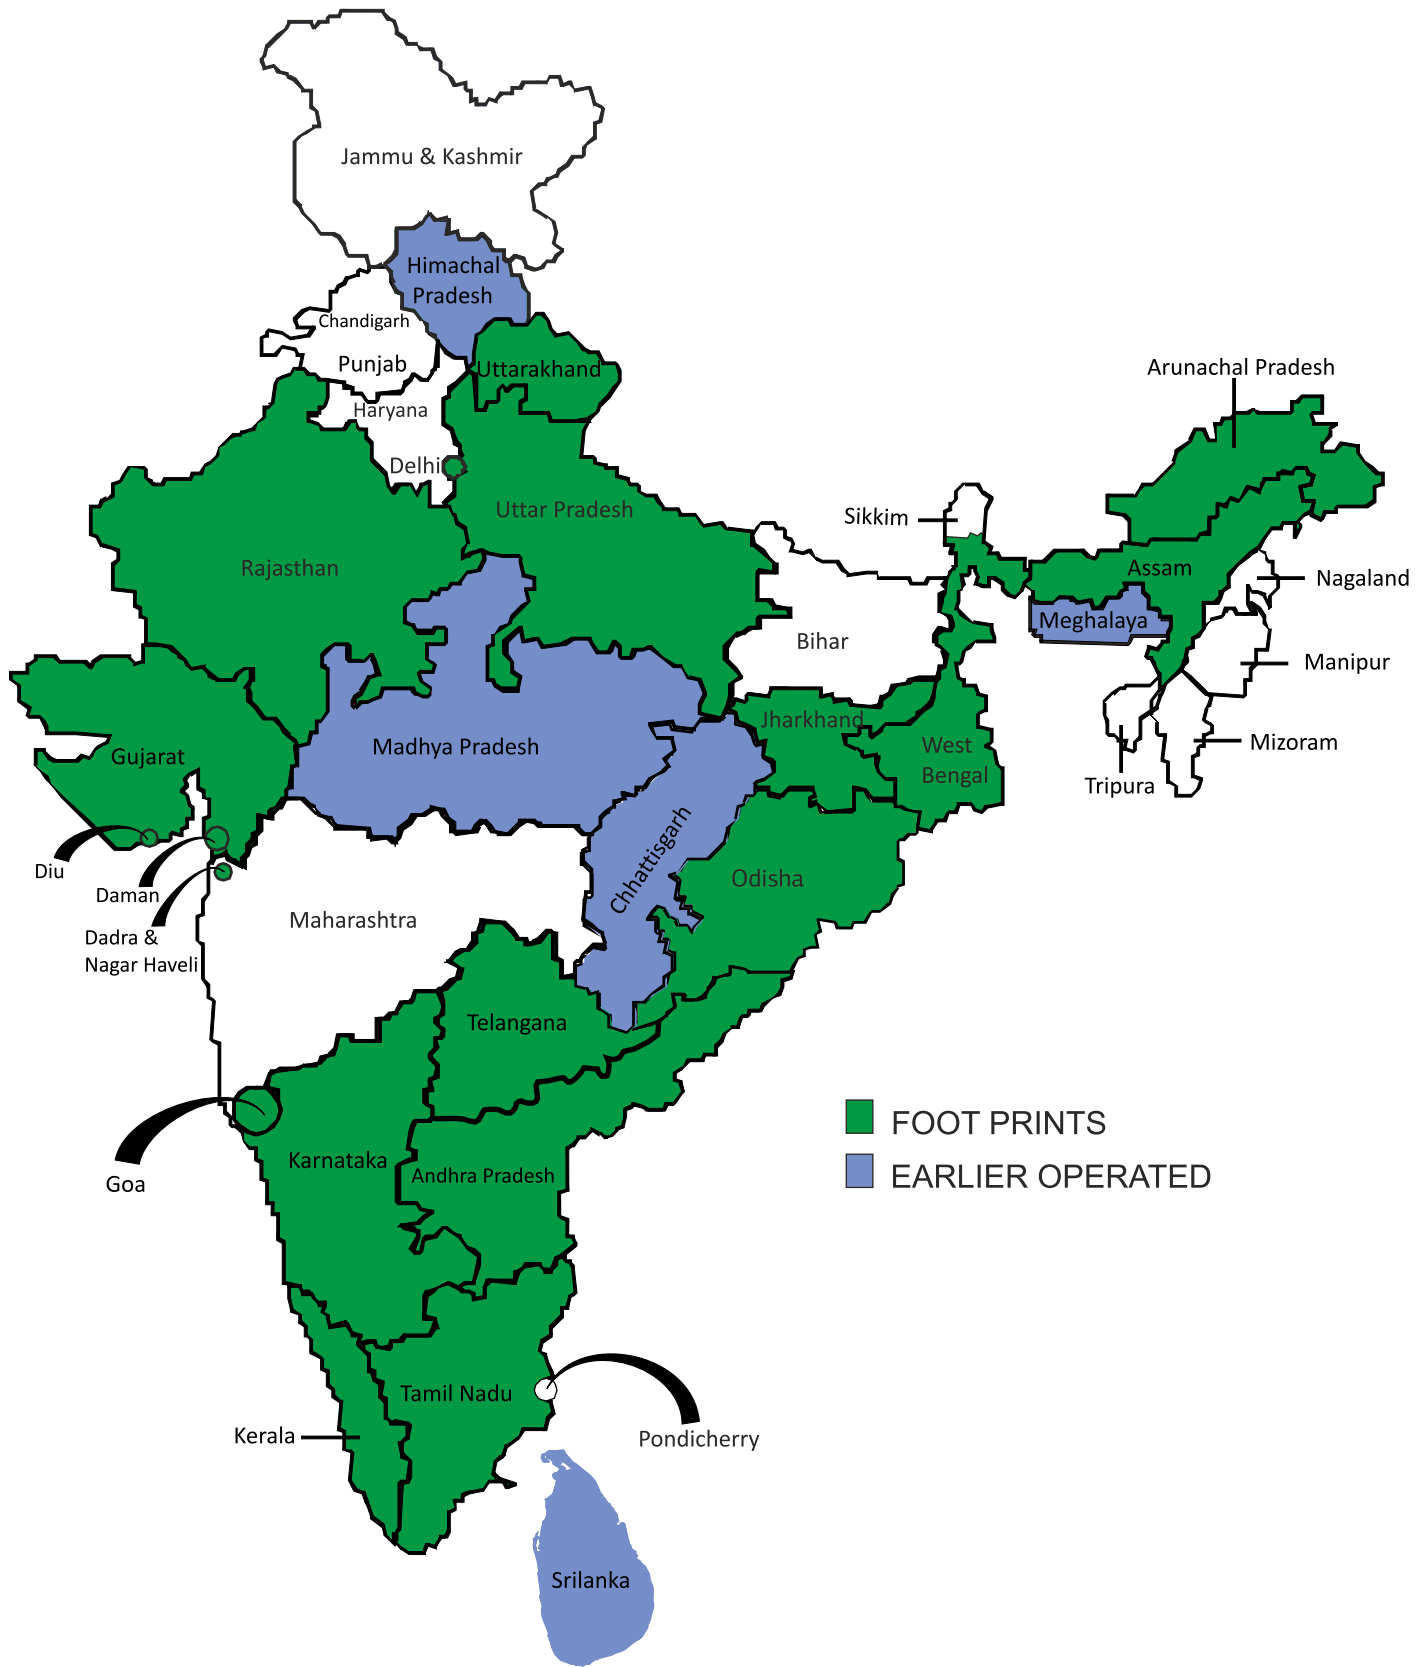 Jammu & Kashmir
Himachal
Pradesh
Chandigarh
Punjab
Uttarakhand
Haryana
Arunachal Pradesh
Delhi
Uttar Pradesh
Sikkim
Rajasthan
Assam
Nagaland
Meghalaya
Bihar
Manipur
Jharkhand
Madhya Pradesh
West
Bengal
Mizoram
Gujarat
Tripura
Chhattisgarh
Diu
Odisha
Daman
Maharashtra
Dadra &
Nagar Haveli
Telangana
FOOT PRINTS
Karnataka
Andhra Pradesh
EARLIER OPERATED
Goa
Tamil Nadu
Kerala
Pondicherry
Srilanka